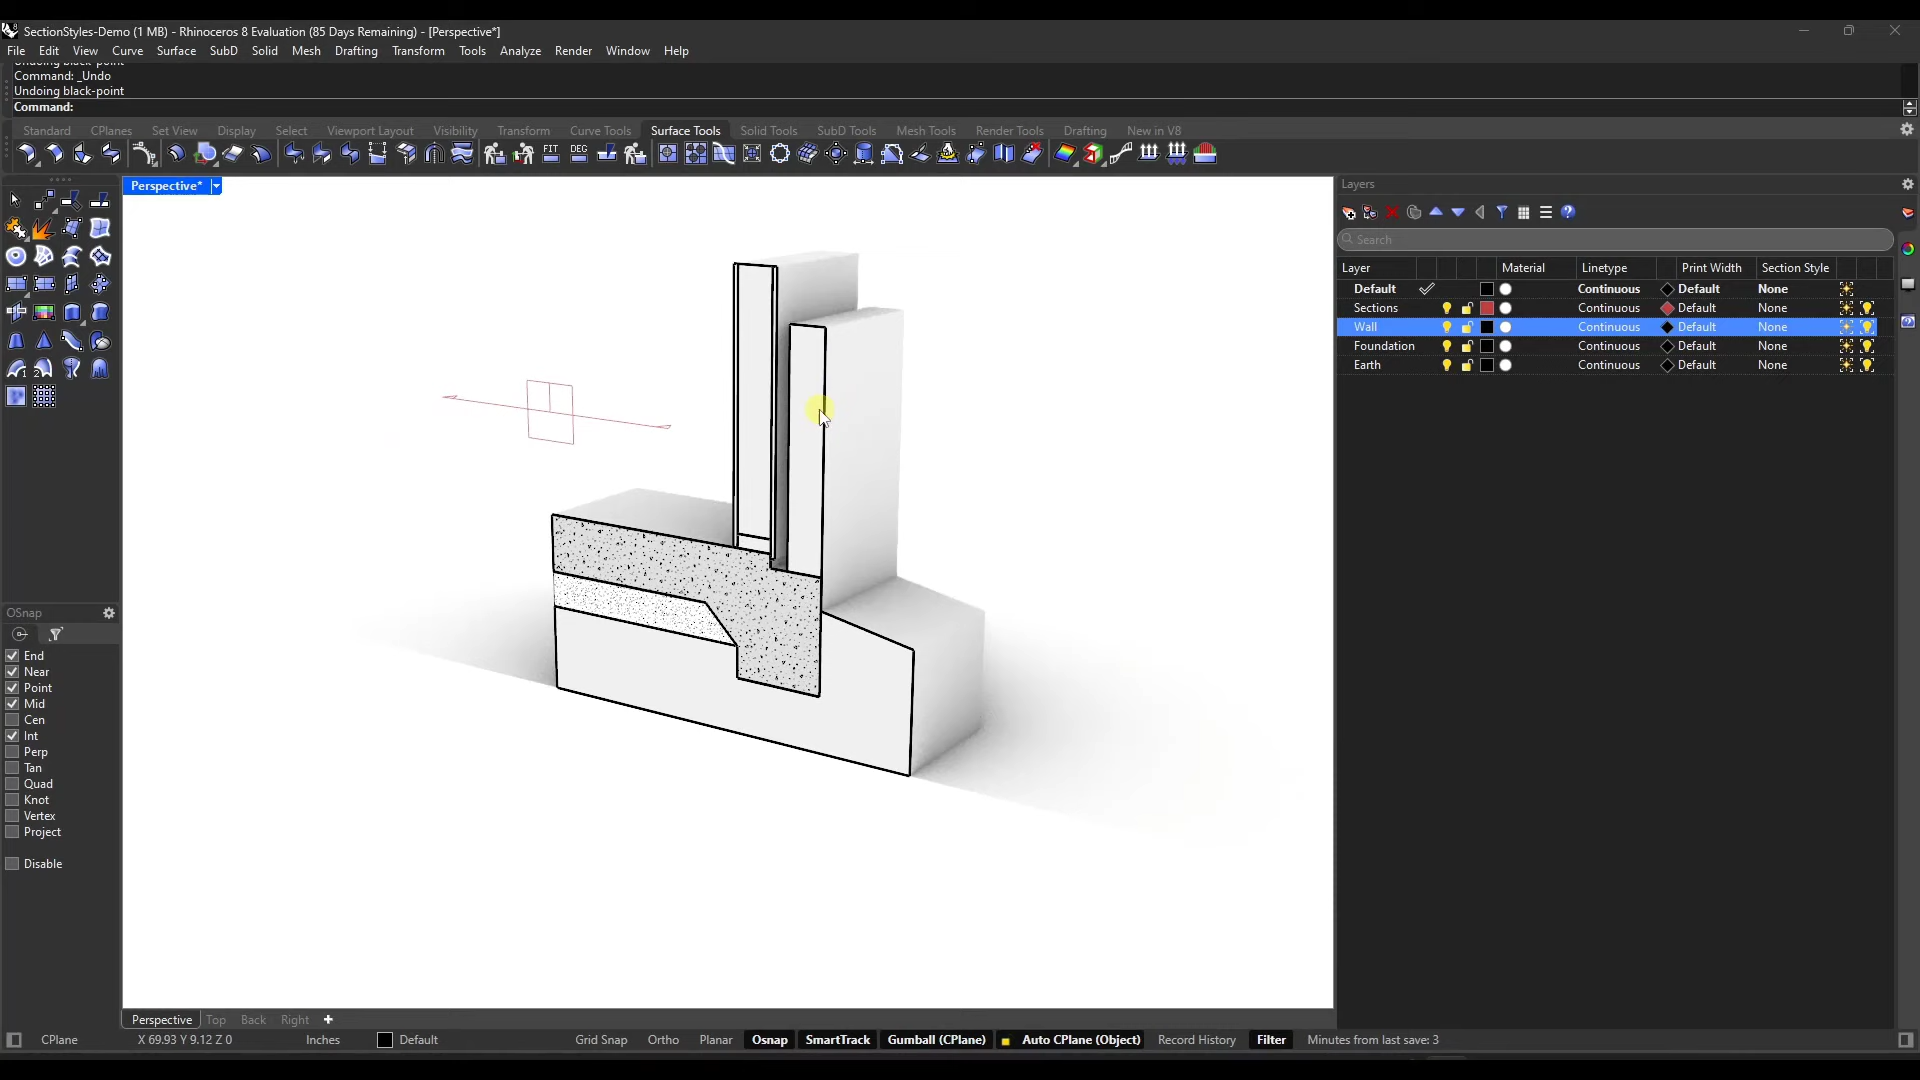 SectionStyles-Demo (1 MB) - Rhinoceros 8 Evaluation (85 Days Remaining) - [Perspective*]
File Edit View Curve Surface SubD Solid Mesh Drafting Transform Tools Analyze Render Window Help
Undoing black-point
Command: _Undo
Undoing black-point
Command:
Standard CPlanes Set View Display Select Viewport Layout Visibility Transform Curve Tools Surface Tools Solid Tools SubD Tools Mesh Tools Render Tools Drafting New in V8
FIT DEG
Perspective*
Layers
Search
Layer Material Linetype Print Width Section Style
Default Continuous Default None
Sections Continuous Default None
Wall Continuous Default None
Foundation Continuous Default None
Earth Continuous Default None
OSnap
End
Near
Point
Mid
Cen
Int
Perp
Tan
Quad
Knot
Vertex
Project
Disable
Perspective Top Back Right
CPlane X 69.93 Y 9.12 Z 0 Inches Default Grid Snap Ortho Planar Osnap SmartTrack Gumball (CPlane) Auto CPlane (Object) Record History Filter Minutes from last save: 3